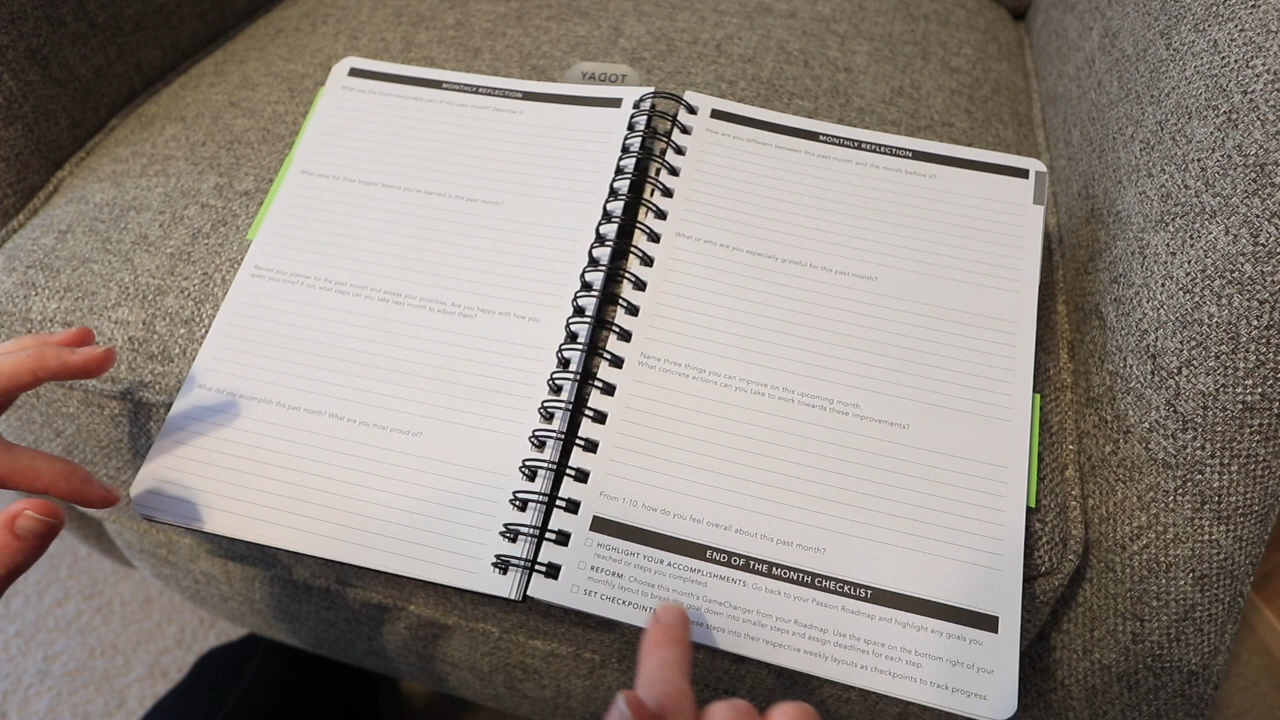 TODAY
MONTHLY REFLECTION
What was the most memorable part of this past month? Describe it.
What were the three biggest lessons you've learned in this past month?
Review your planner for the past month and assess your priorities. Are you happy with how you
spent your time? If not, what steps can you take next month to adjust them?
What did you accomplish this past month? What are you most proud of?
MONTHLY REFLECTION
How are you different between this past month and the month before it?
What or who are you especially grateful for this past month?
Name three things you can improve on this upcoming month.
What concrete actions can you take to work towards these improvements?
From 1-10, how do you feel overall about this past month?
END OF THE MONTH CHECKLIST
HIGHLIGHT YOUR ACCOMPLISHMENTS: Go back to your Passion Roadmap and highlight any goals you
reached or steps you completed.
REFORM: Choose this month's GameChanger from your Roadmap. Use the space on the bottom right of your
monthly layout to break this goal down into smaller steps and assign deadlines for each step.
SET CHECKPOINTS these steps into their respective weekly layouts as checkpoints to track progress.